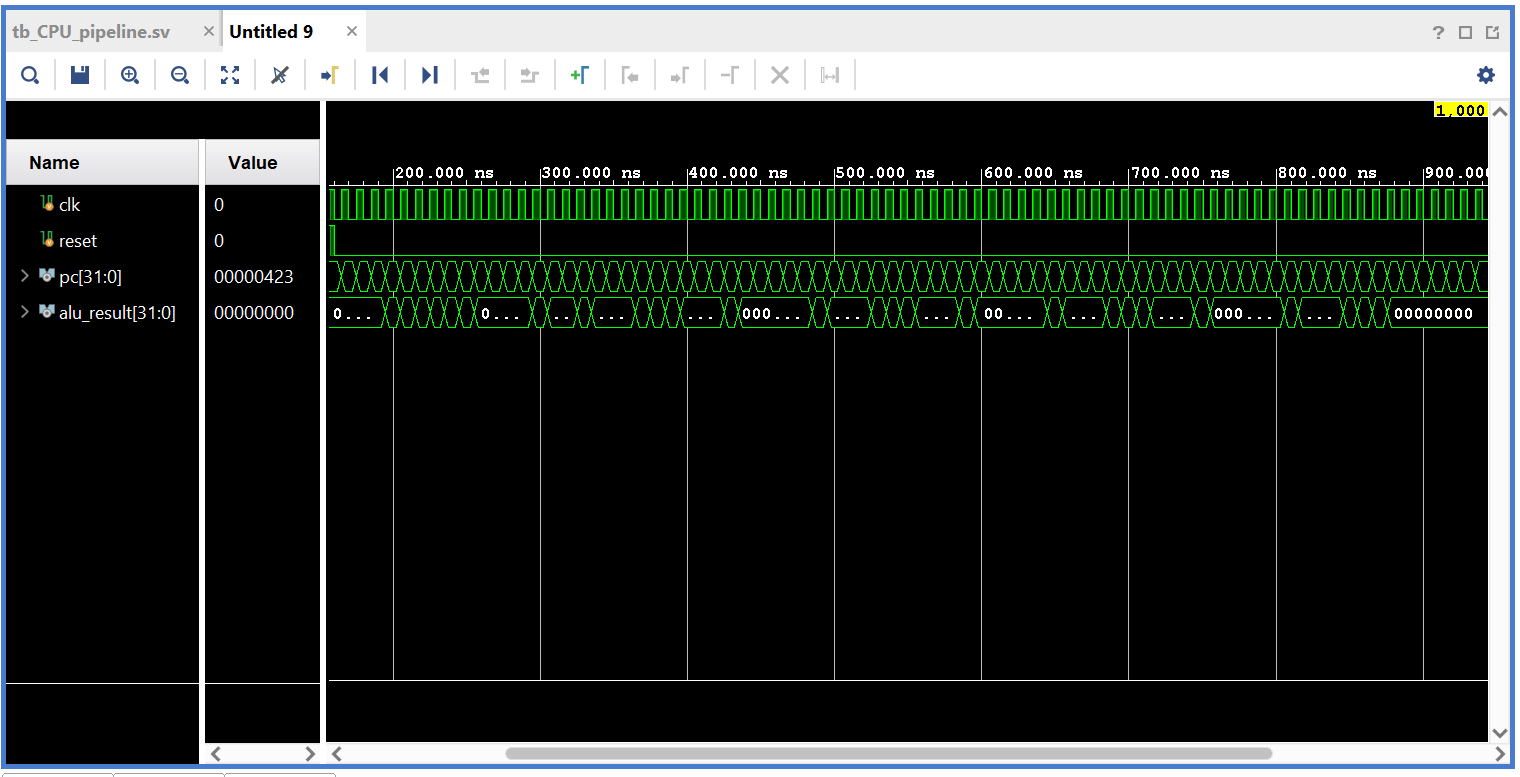 tb_CPU_pipeline.sv × Untitled 9 × ?
1,000
Name Value
200.000 ns 300.000 ns 400.000 ns 500.000 ns 600.000 ns 700.000 ns 800.000 ns 900.000
clk 0
reset 0
pc[31:0] 00000423
alu_result[31:0] 00000000 0... 0... ... ... ... 000... ... ... 00... ... ... 000... ... 00000000